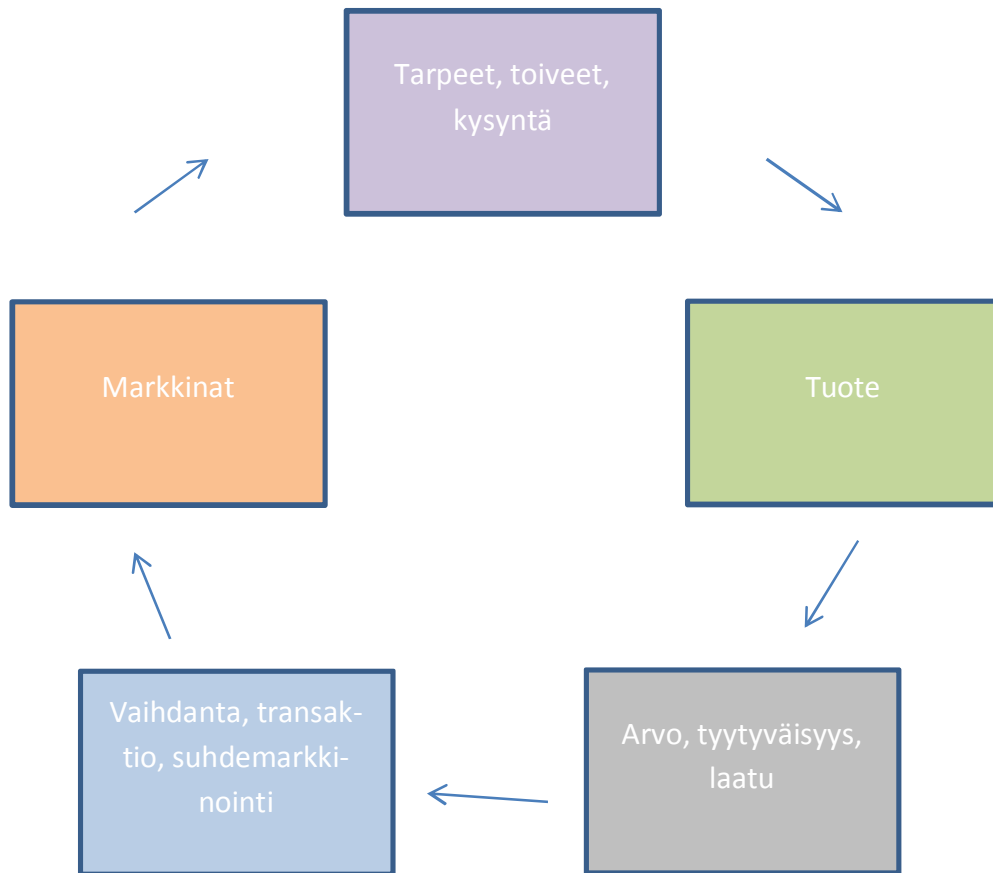 Tarpeet, toiveet,
kysyntä
Markkinat
Tuote
Vaihdanta, transak-
tio, suhdemarkki-
nointi
Arvo, tyytyväisyys,
laatu